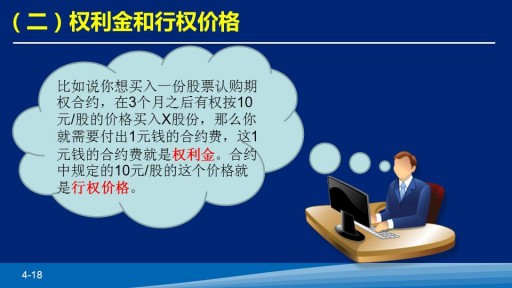 （二）权利金和行权价格
比如说你想买入一份股票认购期
权合约，在3个月之后有权按10
元/股的价格买入X股份，那么你
就需要付出1元钱的合约费，这1
元钱的合约费就是权利金。合约
中规定的10元/股的这个价格就
是行权价格。
4-18